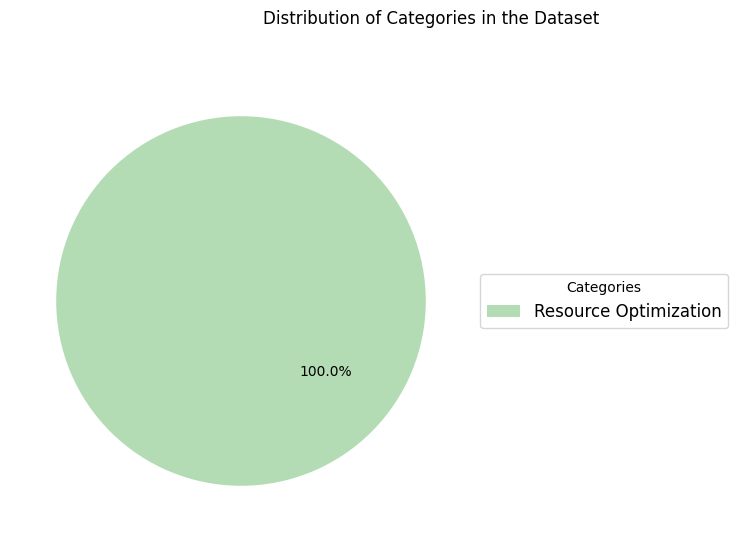 Distribution of Categories in the Dataset
Categories
Resource Optimization
100.0%